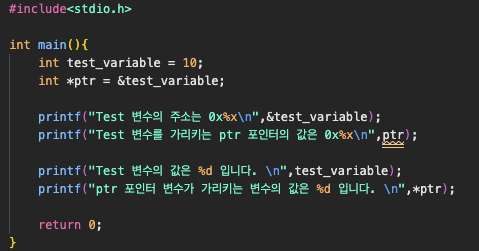 #include<stdio.h>
int main(){
int test_variable = 10;
int *ptr = &test_variable;
printf("Test 변수의 주소는 0x%x\n",&test_variable);
printf("Test 변수를 가리키는 ptr 포인터의 값은 0x%x\n",ptr);
printf("Test 변수의 값은 %d 입니다. \n",test_variable);
printf("ptr 포인터 변수가 가리키는 변수의 값은 %d 입니다. \n",*ptr);
return 0;
}